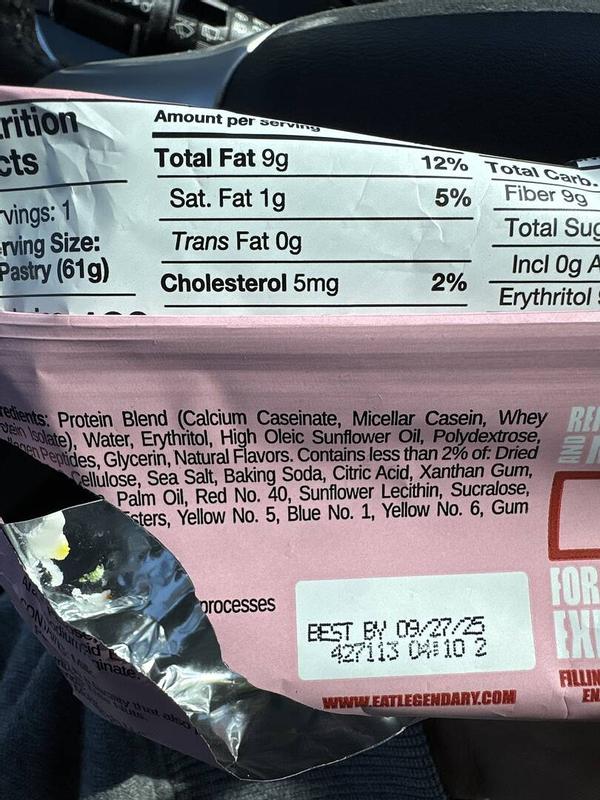 Amount per serving
Total Fat 9g 12%
Sat. Fat 1g 5%
Trans Fat 0g
Cholesterol 5mg 2%
rition
cts
rvings: 1
rving Size:
Pastry (61g)
Total Carb.
Fiber 9g
Total Sug
Incl 0g A
Erythritol
redients: Protein Blend (Calcium Caseinate, Micellar Casein, Whey
Isolate), Water, Erythritol, High Oleic Sunflower Oil, Polydextrose,
Peptides, Glycerin, Natural Flavors. Contains less than 2% of: Dried
Cellulose, Sea Salt, Baking Soda, Citric Acid, Xanthan Gum,
Palm Oil, Red No. 40, Sunflower Lecithin, Sucralose,
sters, Yellow No. 5, Blue No. 1, Yellow No. 6, Gum
processes
that also
BEST BY 09/27/25
427113 04:10 2
WWW.EATLEGENDARY.COM
AND
FOR
FILLIN
EN